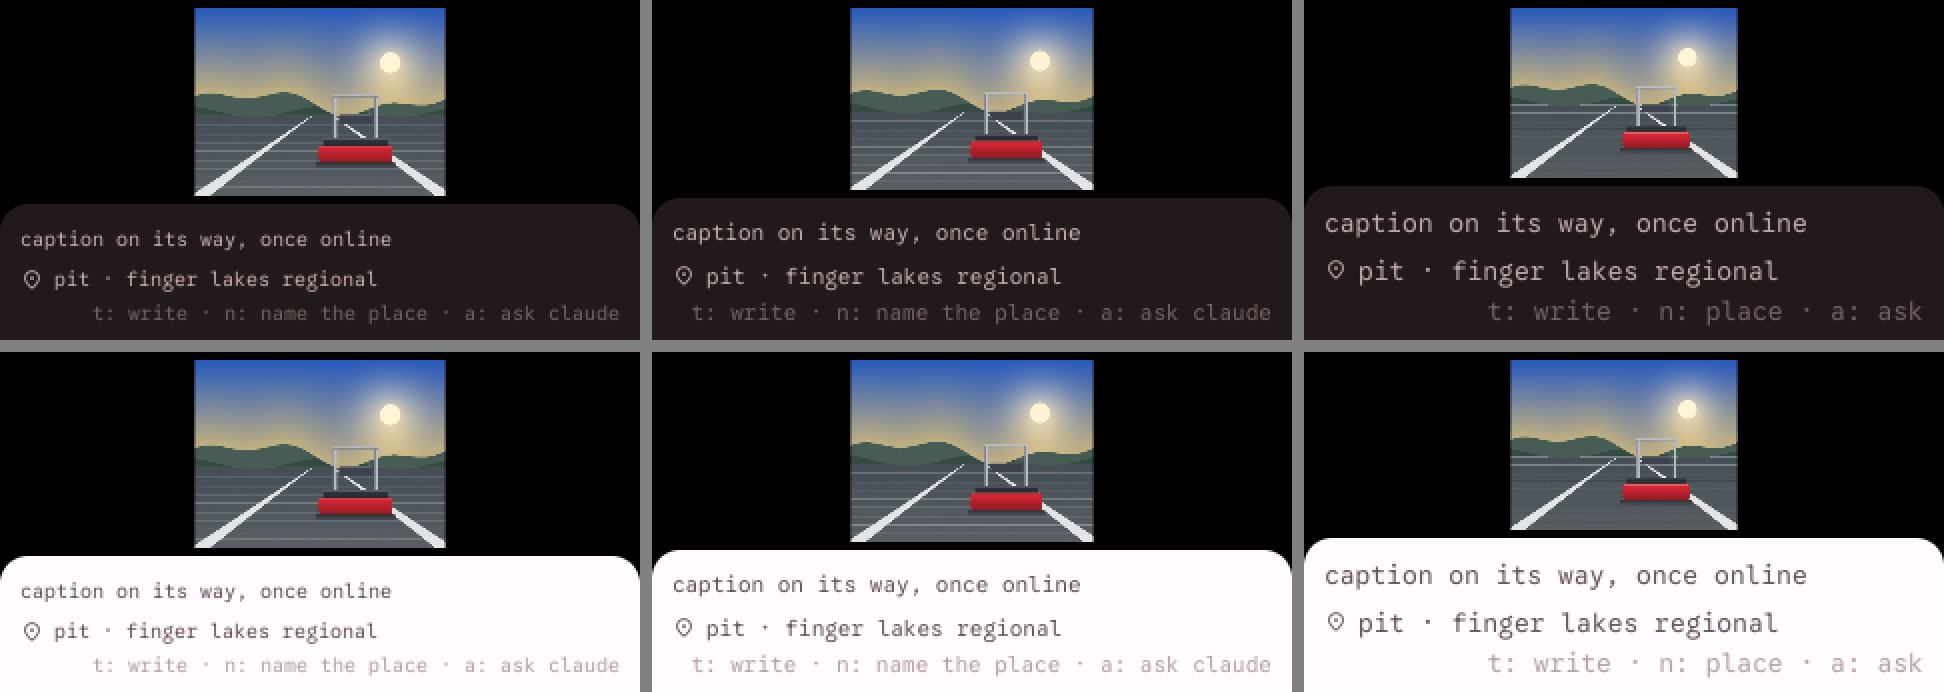 caption on its way, once online
pit · finger lakes regional
t: write · n: name the place · a: ask claude
caption on its way, once online
pit · finger lakes regional
t: write · n: name the place · a: ask claude
caption on its way, once online
pit · finger lakes regional
t: write · n: place · a: ask
caption on its way, once online
pit · finger lakes regional
t: write · n: name the place · a: ask claude
caption on its way, once online
pit · finger lakes regional
t: write · n: name the place · a: ask claude
caption on its way, once online
pit · finger lakes regional
t: write · n: place · a: ask